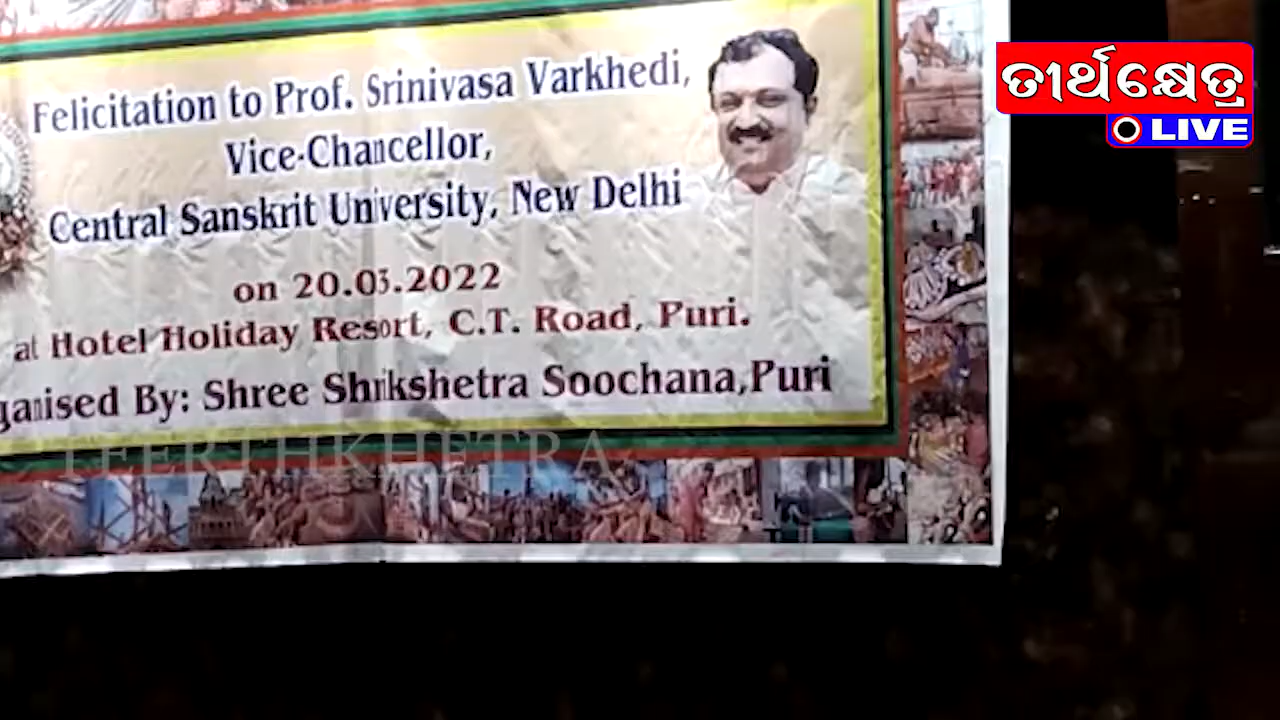 Felicitation to Prof. Srinivasa Varkhedi,
Vice-Chancellor,
Central Sanskrit University, New Delhi
on 20.03.2022
at Hotel Holiday Resort, C.T. Road, Puri.
ganised By: Shree Shrikshetra Soochana,Puri
TEERTHKHETRA
ତୀର୍ଥକ୍ଷେତ୍ର
LIVE